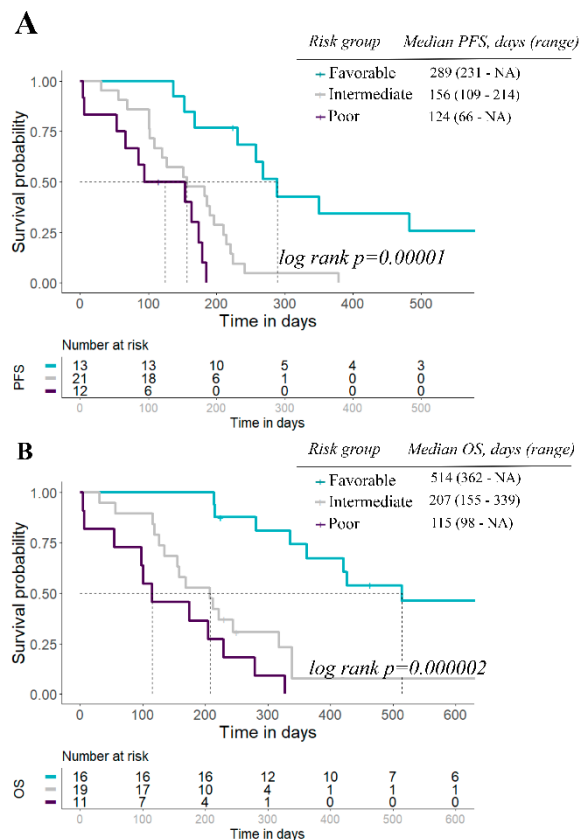 A
Risk group Median PFS, days (range)
Favorable 289 (231 - NA)
Intermediate 156 (109 - 214)
Poor 124 (66 - NA)
Survival probability
1.00
0.75
0.50
0.25
0.00
log rank p=0.00001
0 100 200 300 400 500
Time in days
Number at risk
PFS
13 13 10 5 4 3
21 18 6 1 0 0
12 6 0 0 0 0
0 100 200 300 400 500
Time in days
B
Risk group Median OS, days (range)
Favorable 514 (362 - NA)
Intermediate 207 (155 - 339)
Poor 115 (98 - NA)
Survival probability
1.00
0.75
0.50
0.25
0.00
log rank p=0.000002
0 100 200 300 400 500 600
Time in days
Number at risk
OS
16 16 16 12 10 7 6
19 17 10 4 1 1 1
11 7 4 1 0 0 0
0 100 200 300 400 500 600
Time in days